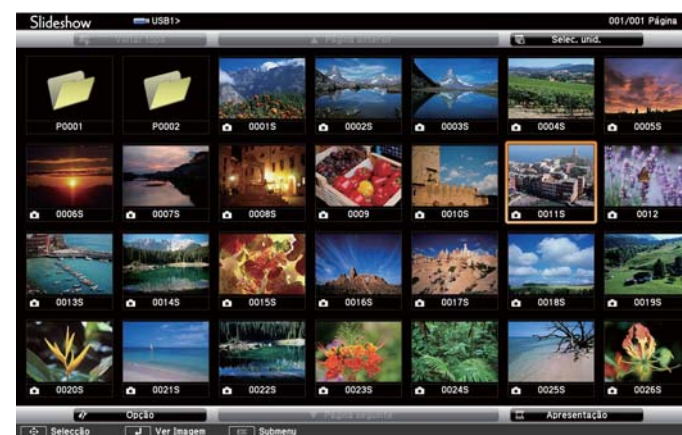 Slideshow USB1> 001/001 Página
Voltar topo Página anterior Selec. unid.
P0001 P0002 0001S 0002S 0003S 0004S 0005S
0006S 0007S 0008S 0009 0010S 0011S 0012
0013S 0014S 0015S 0016S 0017S 0018S 0019S
0020S 0021S 0022S 0023S 0024S 0025S 0026S
Opção Página seguinte Apresentação
Selecção Ver Imagem Submenu